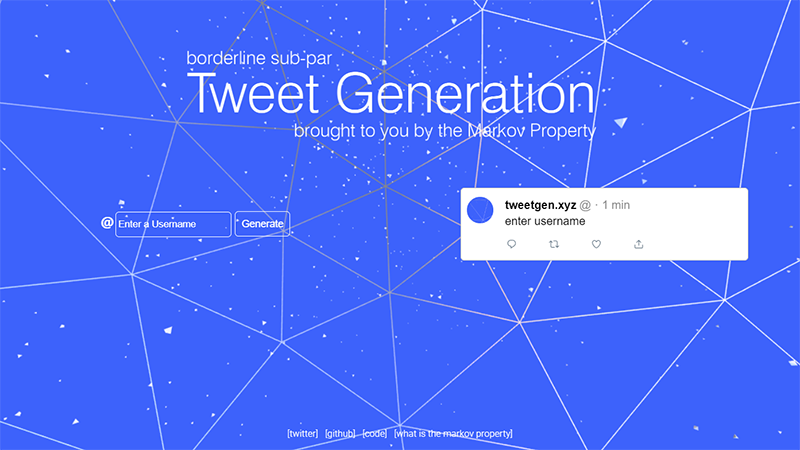 borderline sub-par
Tweet Generation
brought to you by the Markov Property
@ Enter a Username Generate
tweetgen.xyz @ · 1 min
enter username
[twitter] [github] [code] [what is the markov property]